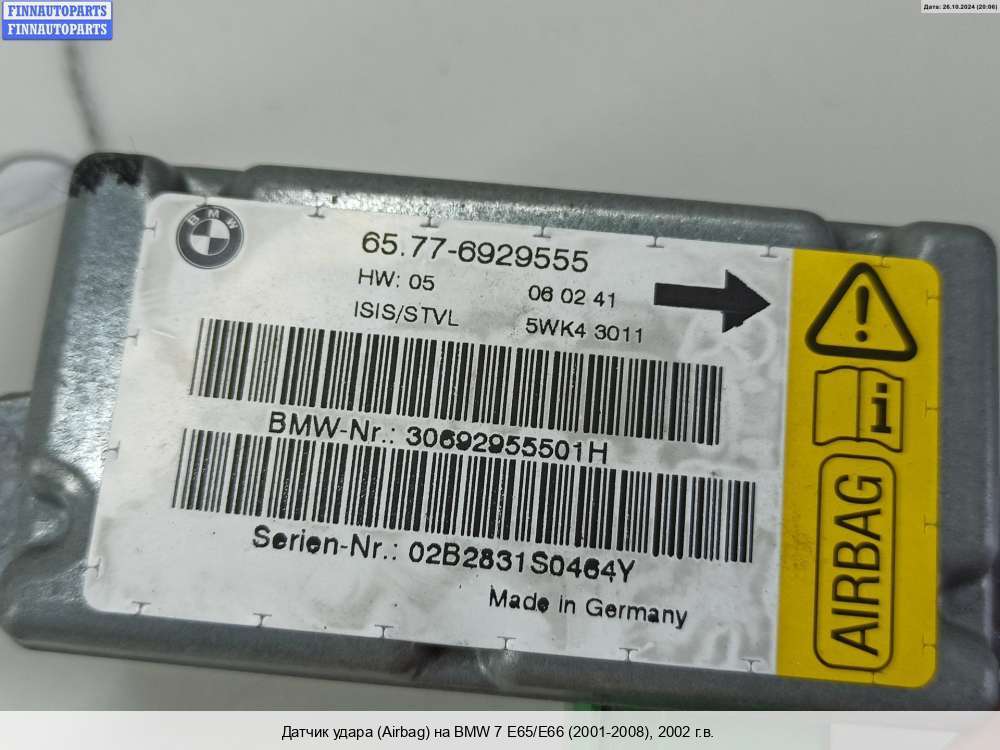 FINNAUTOPARTS
FINNAUTOPARTS
Дата: 26.10.2024 (20:06)
BMW
65.77-6929555
HW: 05 06 02 41
ISIS/STVL 5WK4 3011
BMW-Nr.: 30692955501H
Serien-Nr.: 02B2831S0464Y
Made in Germany
AIRBAG
Датчик удара (Airbag) на BMW 7 E65/E66 (2001-2008), 2002 г.в.